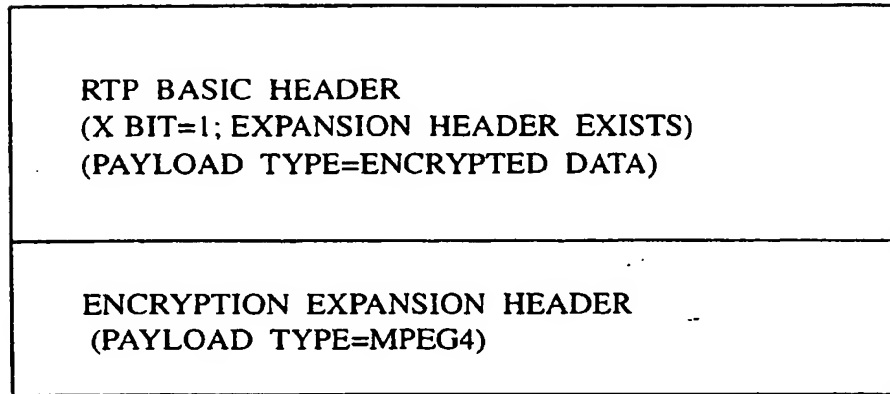 RTP BASIC HEADER
(X BIT=1; EXPANSION HEADER EXISTS)
(PAYLOAD TYPE=ENCRYPTED DATA)
ENCRYPTION EXPANSION HEADER
(PAYLOAD TYPE=MPEG4)